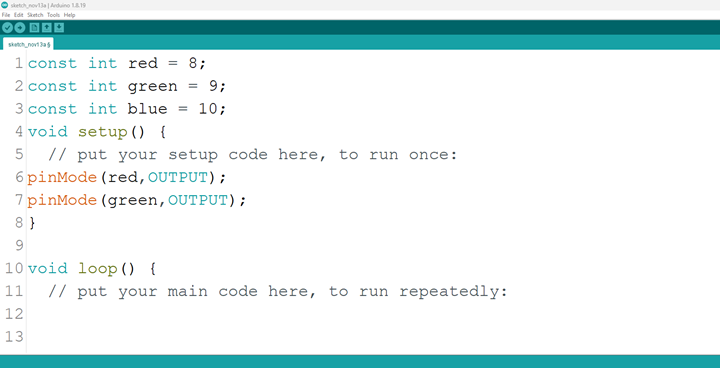 sketch_nov13a | Arduino 1.8.18
File Edit Sketch Tools Help
sketch_nov13a §
1 const int red = 8;
2 const int green = 9;
3 const int blue = 10;
4 void setup() {
5   // put your setup code here, to run once:
6 pinMode(red,OUTPUT);
7 pinMode(green,OUTPUT);
8 }
9
10 void loop() {
11   // put your main code here, to run repeatedly:
12
13